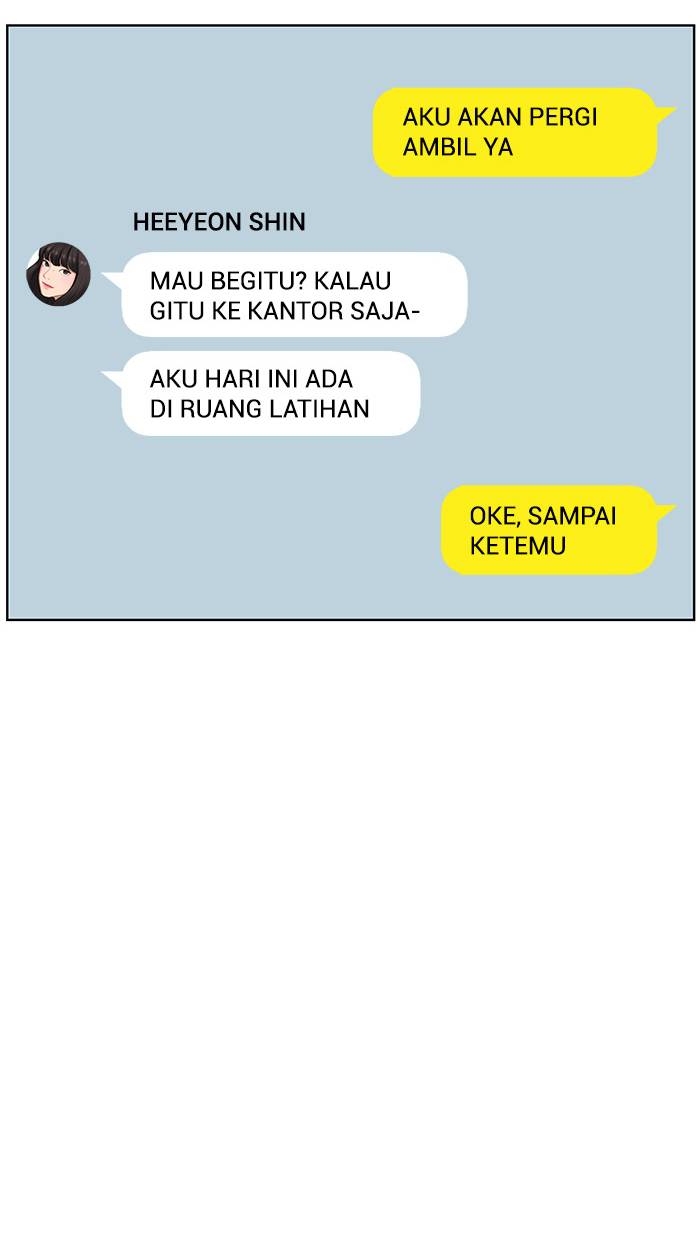 AKU AKAN PERGI
AMBIL YA
HEEYEON SHIN
MAU BEGITU? KALAU
GITU KE KANTOR SAJA-
AKU HARI INI ADA
DI RUANG LATIHAN
OKE, SAMPAI
KETEMU